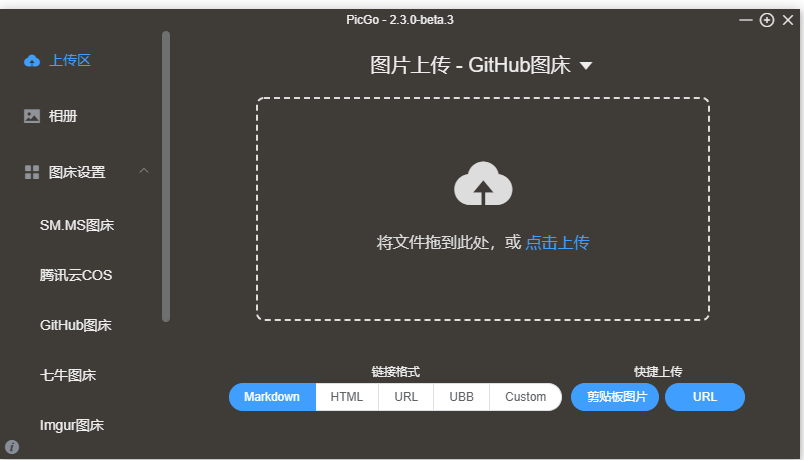 PicGo - 2.3.0-beta.3
上传区
相册
图床设置
SM.MS图床
腾讯云COS
GitHub图床
七牛图床
Imgur图床
图片上传 - GitHub图床
将文件拖到此处，或 点击上传
链接格式
Markdown HTML URL UBB Custom
快捷上传
剪贴板图片 URL